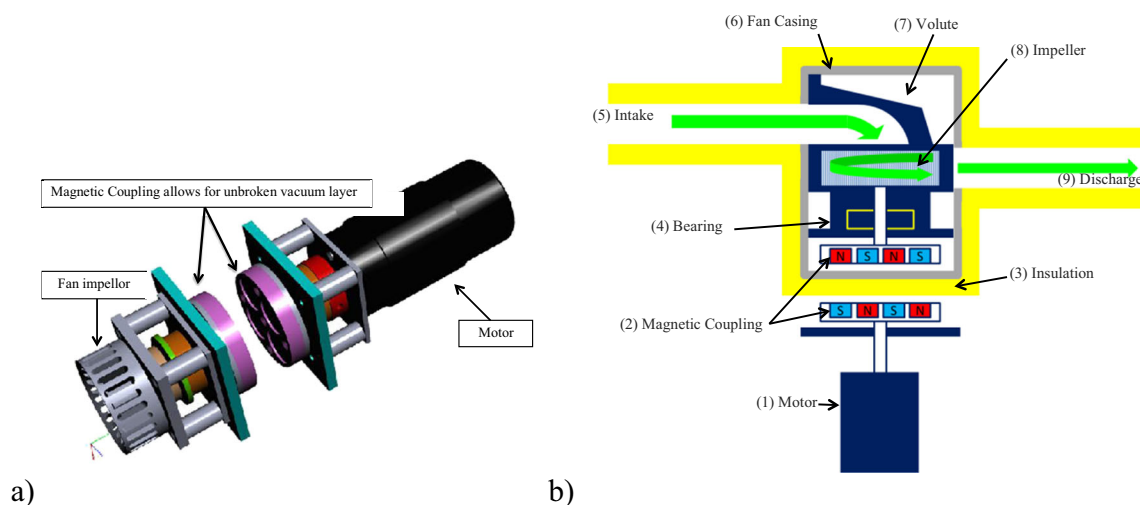 Magnetic Coupling allows for unbroken vacuum layer
Fan impellor
Motor
a)
(6) Fan Casing
(7) Volute
(8) Impeller
(5) Intake
(9) Discharge
(4) Bearing
N S N S
(3) Insulation
(2) Magnetic Coupling
S N S N
(1) Motor
b)